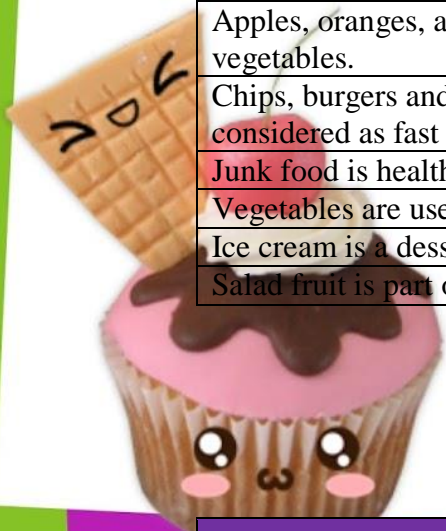 Apples, oranges, a
vegetables.
Chips, burgers and
considered as fast
Junk food is health
Vegetables are use
Ice cream is a dess
Salad fruit is part